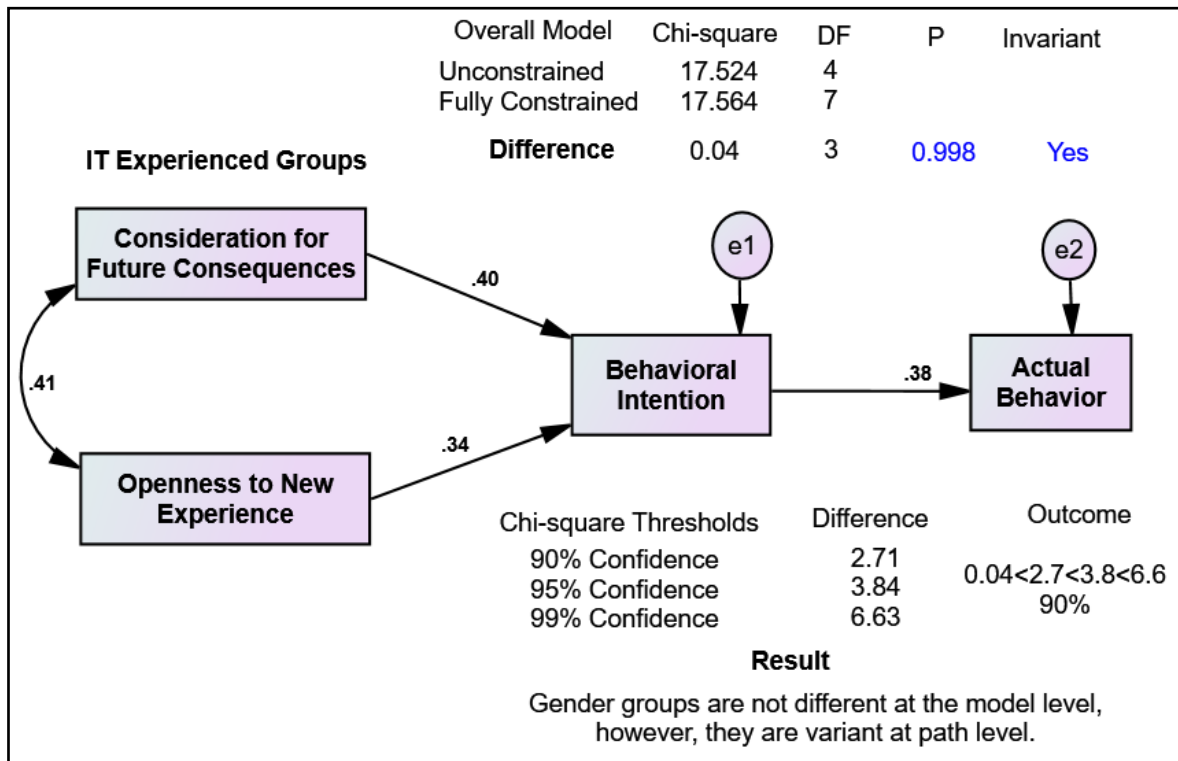 Overall Model Chi-square DF P Invariant
Unconstrained 17.524 4
Fully Constrained 17.564 7
Difference 0.04 3 0.998 Yes
IT Experienced Groups
Consideration for
Future Consequences
e1
e2
.40
Behavioral
Intention
.38
Actual
Behavior
.41
.34
Openness to New
Experience
Chi-square Thresholds Difference Outcome
90% Confidence 2.71
95% Confidence 3.84
99% Confidence 6.63
0.04<2.7<3.8<6.6
90%
Result
Gender groups are not different at the model level,
however, they are variant at path level.